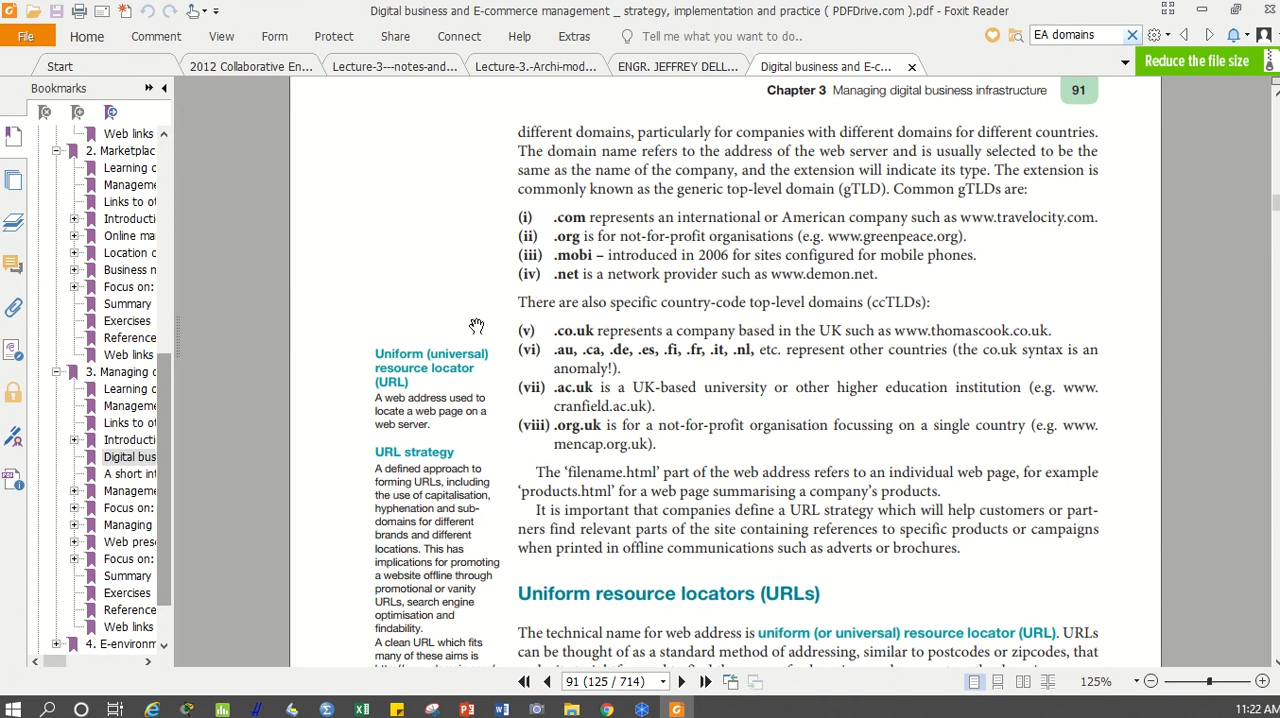 Digital business and E-commerce management _ strategy, implementation and practice ( PDFDrive.com ).pdf - Foxit Reader
File Home Comment View Form Protect Share Connect Help Extras Tell me what you want to do.. EA domains
Start 2012 Collaborative En... Lecture-3---notes-and... Lecture-3.-Archinood... ENGR. JEFFREY DELL... Digital business and E-c... Reduce the file size
Bookmarks
Web links
2. Marketplac
Learning c
Manageme
Links to ot
Introducti
Online ma
Location c
Business n
Focus on:
Summary
Exercises
Reference
Web links
3. Managing c
Learning c
Manageme
Links to ot
Introducti
Digital bus
A short int
Manageme
Focus on:
Managing
Web prese
Focus on:
Summary
Exercises
Reference
Web links
4. E-environm
Chapter 3 Managing digital business infrastructure 91
different domains, particularly for companies with different domains for different countries.
The domain name refers to the address of the web server and is usually selected to be the
same as the name of the company, and the extension will indicate its type. The extension is
commonly known as the generic top-level domain (gTLD). Common gTLDs are:
(i) .com represents an international or American company such as www.travelocity.com.
(ii) .org is for not-for-profit organisations (e.g. www.greenpeace.org).
(iii) .mobi – introduced in 2006 for sites configured for mobile phones.
(iv) .net is a network provider such as www.demon.net.
There are also specific country-code top-level domains (ccTLDs):
(v) .co.uk represents a company based in the UK such as www.thomascook.co.uk.
(vi) .au, .ca, .de, .es, .fi, .fr, .it, .nl, etc. represent other countries (the co.uk syntax is an
anomaly!).
(vii) .ac.uk is a UK-based university or other higher education institution (e.g. www.
cranfield.ac.uk).
(viii) .org.uk is for a not-for-profit organisation focussing on a single country (e.g. www.
mencap.org.uk).
The ‘filename.html’ part of the web address refers to an individual web page, for example
‘products.html’ for a web page summarising a company’s products.
It is important that companies define a URL strategy which will help customers or part-
ners find relevant parts of the site containing references to specific products or campaigns
when printed in offline communications such as adverts or brochures.
Uniform resource locators (URLs)
The technical name for web address is uniform (or universal) resource locator (URL). URLs
can be thought of as a standard method of addressing, similar to postcodes or zipcodes, that
Uniform (universal)
resource locator
(URL)
A web address used to
locate a web page on a
web server.
URL strategy
A defined approach to
forming URLs, including
the use of capitalisation,
hyphenation and sub-
domains for different
brands and different
locations. This has
implications for promoting
a website offline through
promotional or vanity
URLs, search engine
optimisation and
findability.
A clean URL which fits
many of these aims is
91 (125 / 714) 125%
11:22 AM